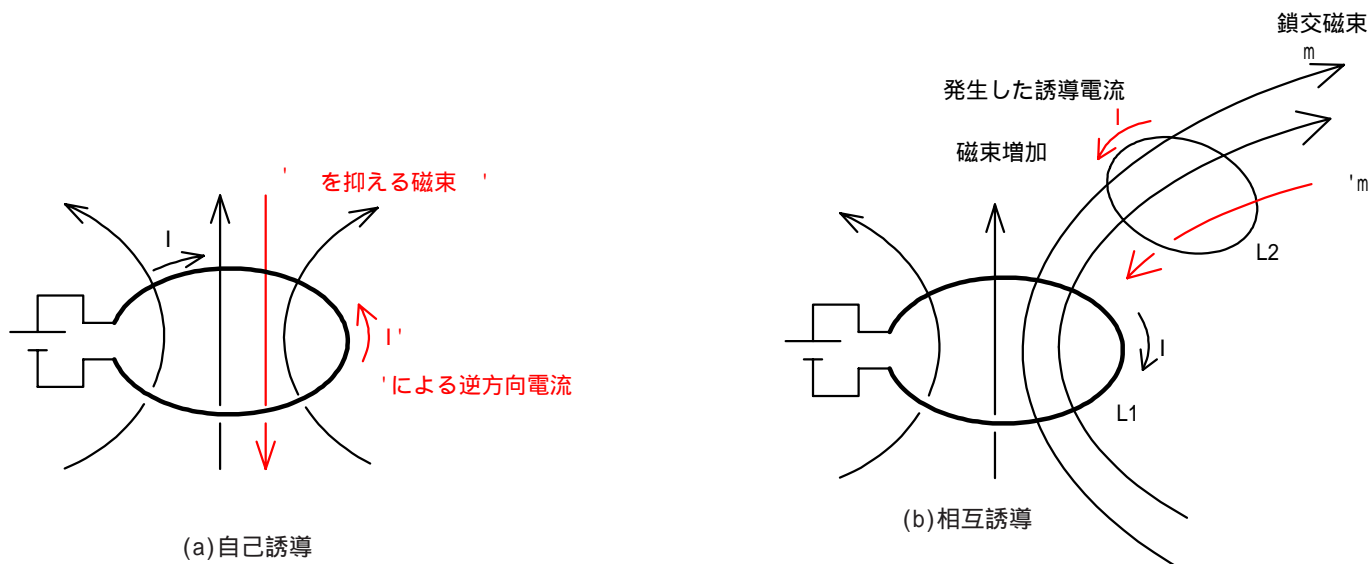 ' を抑える磁束 '
I
I'
'による逆方向電流
(a)自己誘導
鎖交磁束
m
発生した誘導電流
I
磁束増加
'm
L2
I
L1
(b)相互誘導